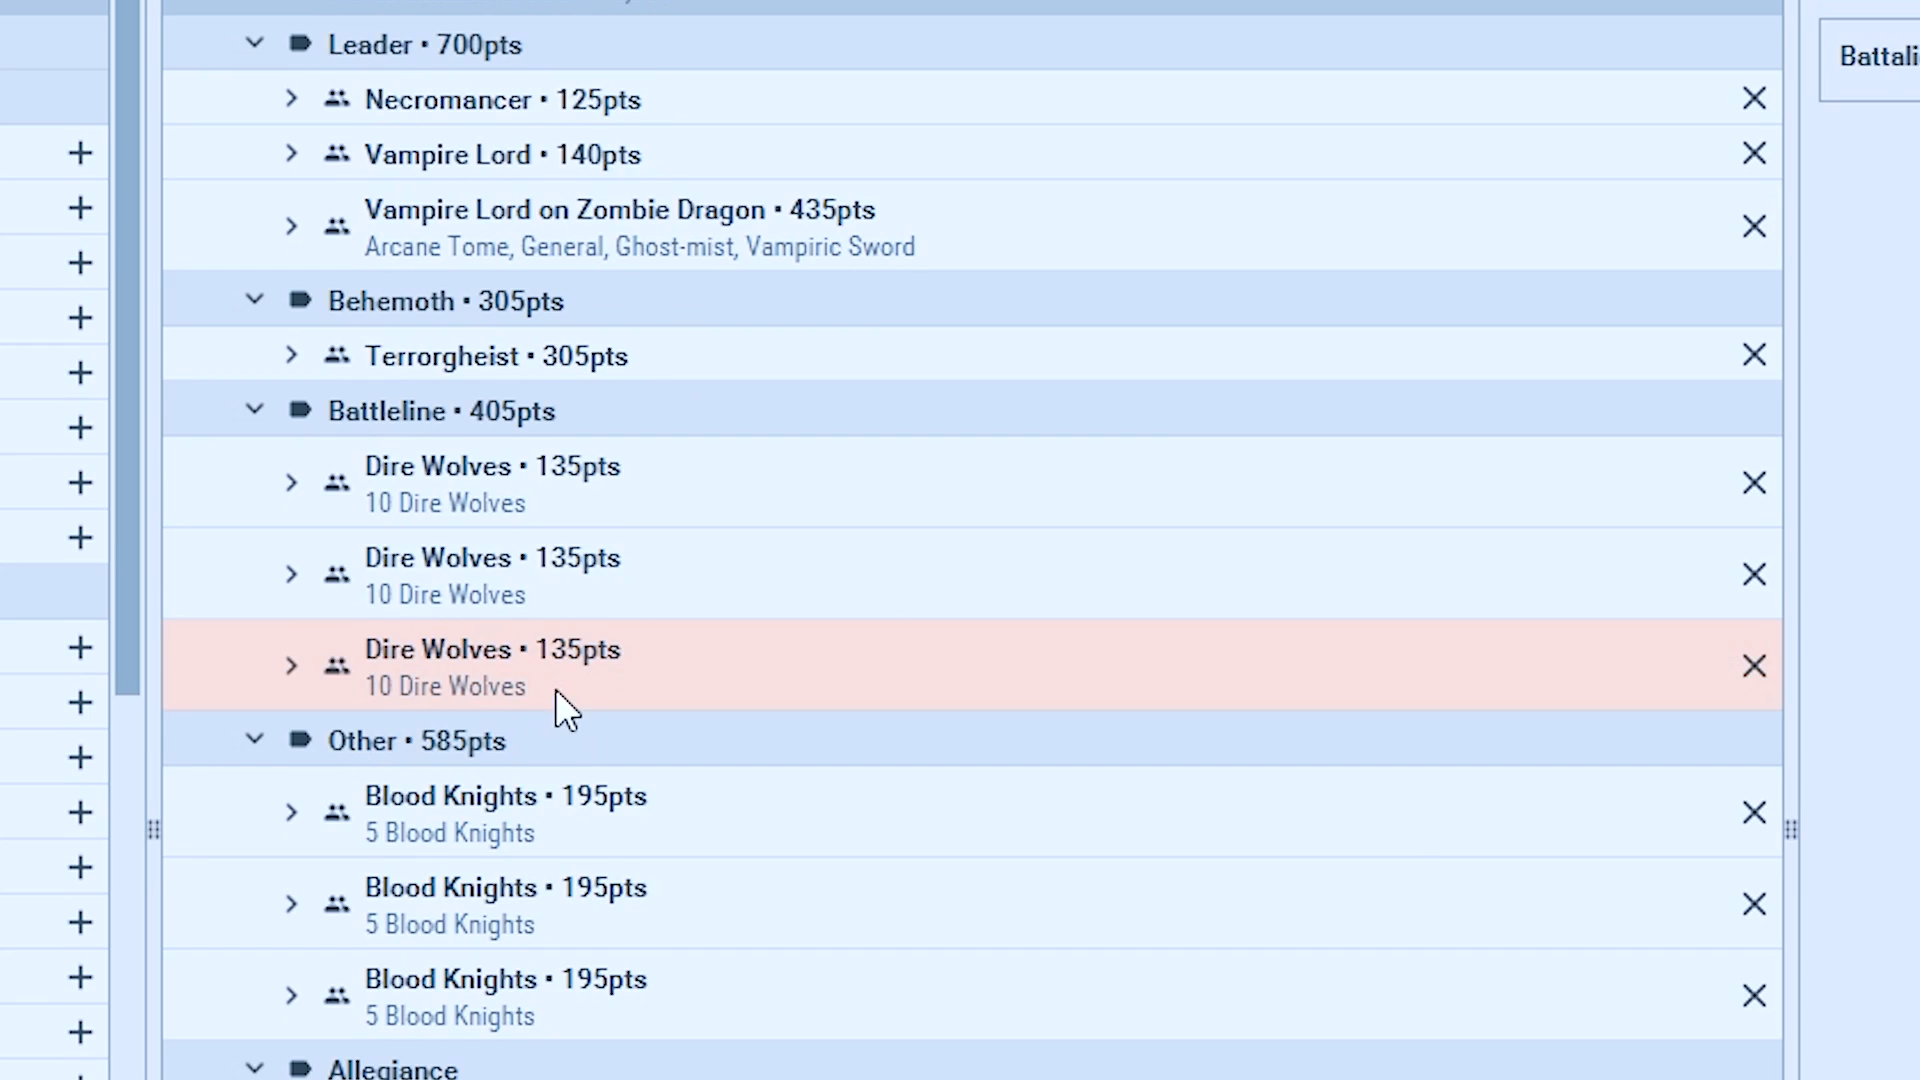 Leader • 700pts
Necromancer • 125pts
Vampire Lord • 140pts
Vampire Lord on Zombie Dragon • 435pts
Arcane Tome, General, Ghost-mist, Vampiric Sword
Behemoth • 305pts
Terrorgheist • 305pts
Battleline • 405pts
Dire Wolves • 135pts
10 Dire Wolves
Dire Wolves • 135pts
10 Dire Wolves
Dire Wolves • 135pts
10 Dire Wolves
Other • 585pts
Blood Knights • 195pts
5 Blood Knights
Blood Knights • 195pts
5 Blood Knights
Blood Knights • 195pts
5 Blood Knights
Allegiance
Battali